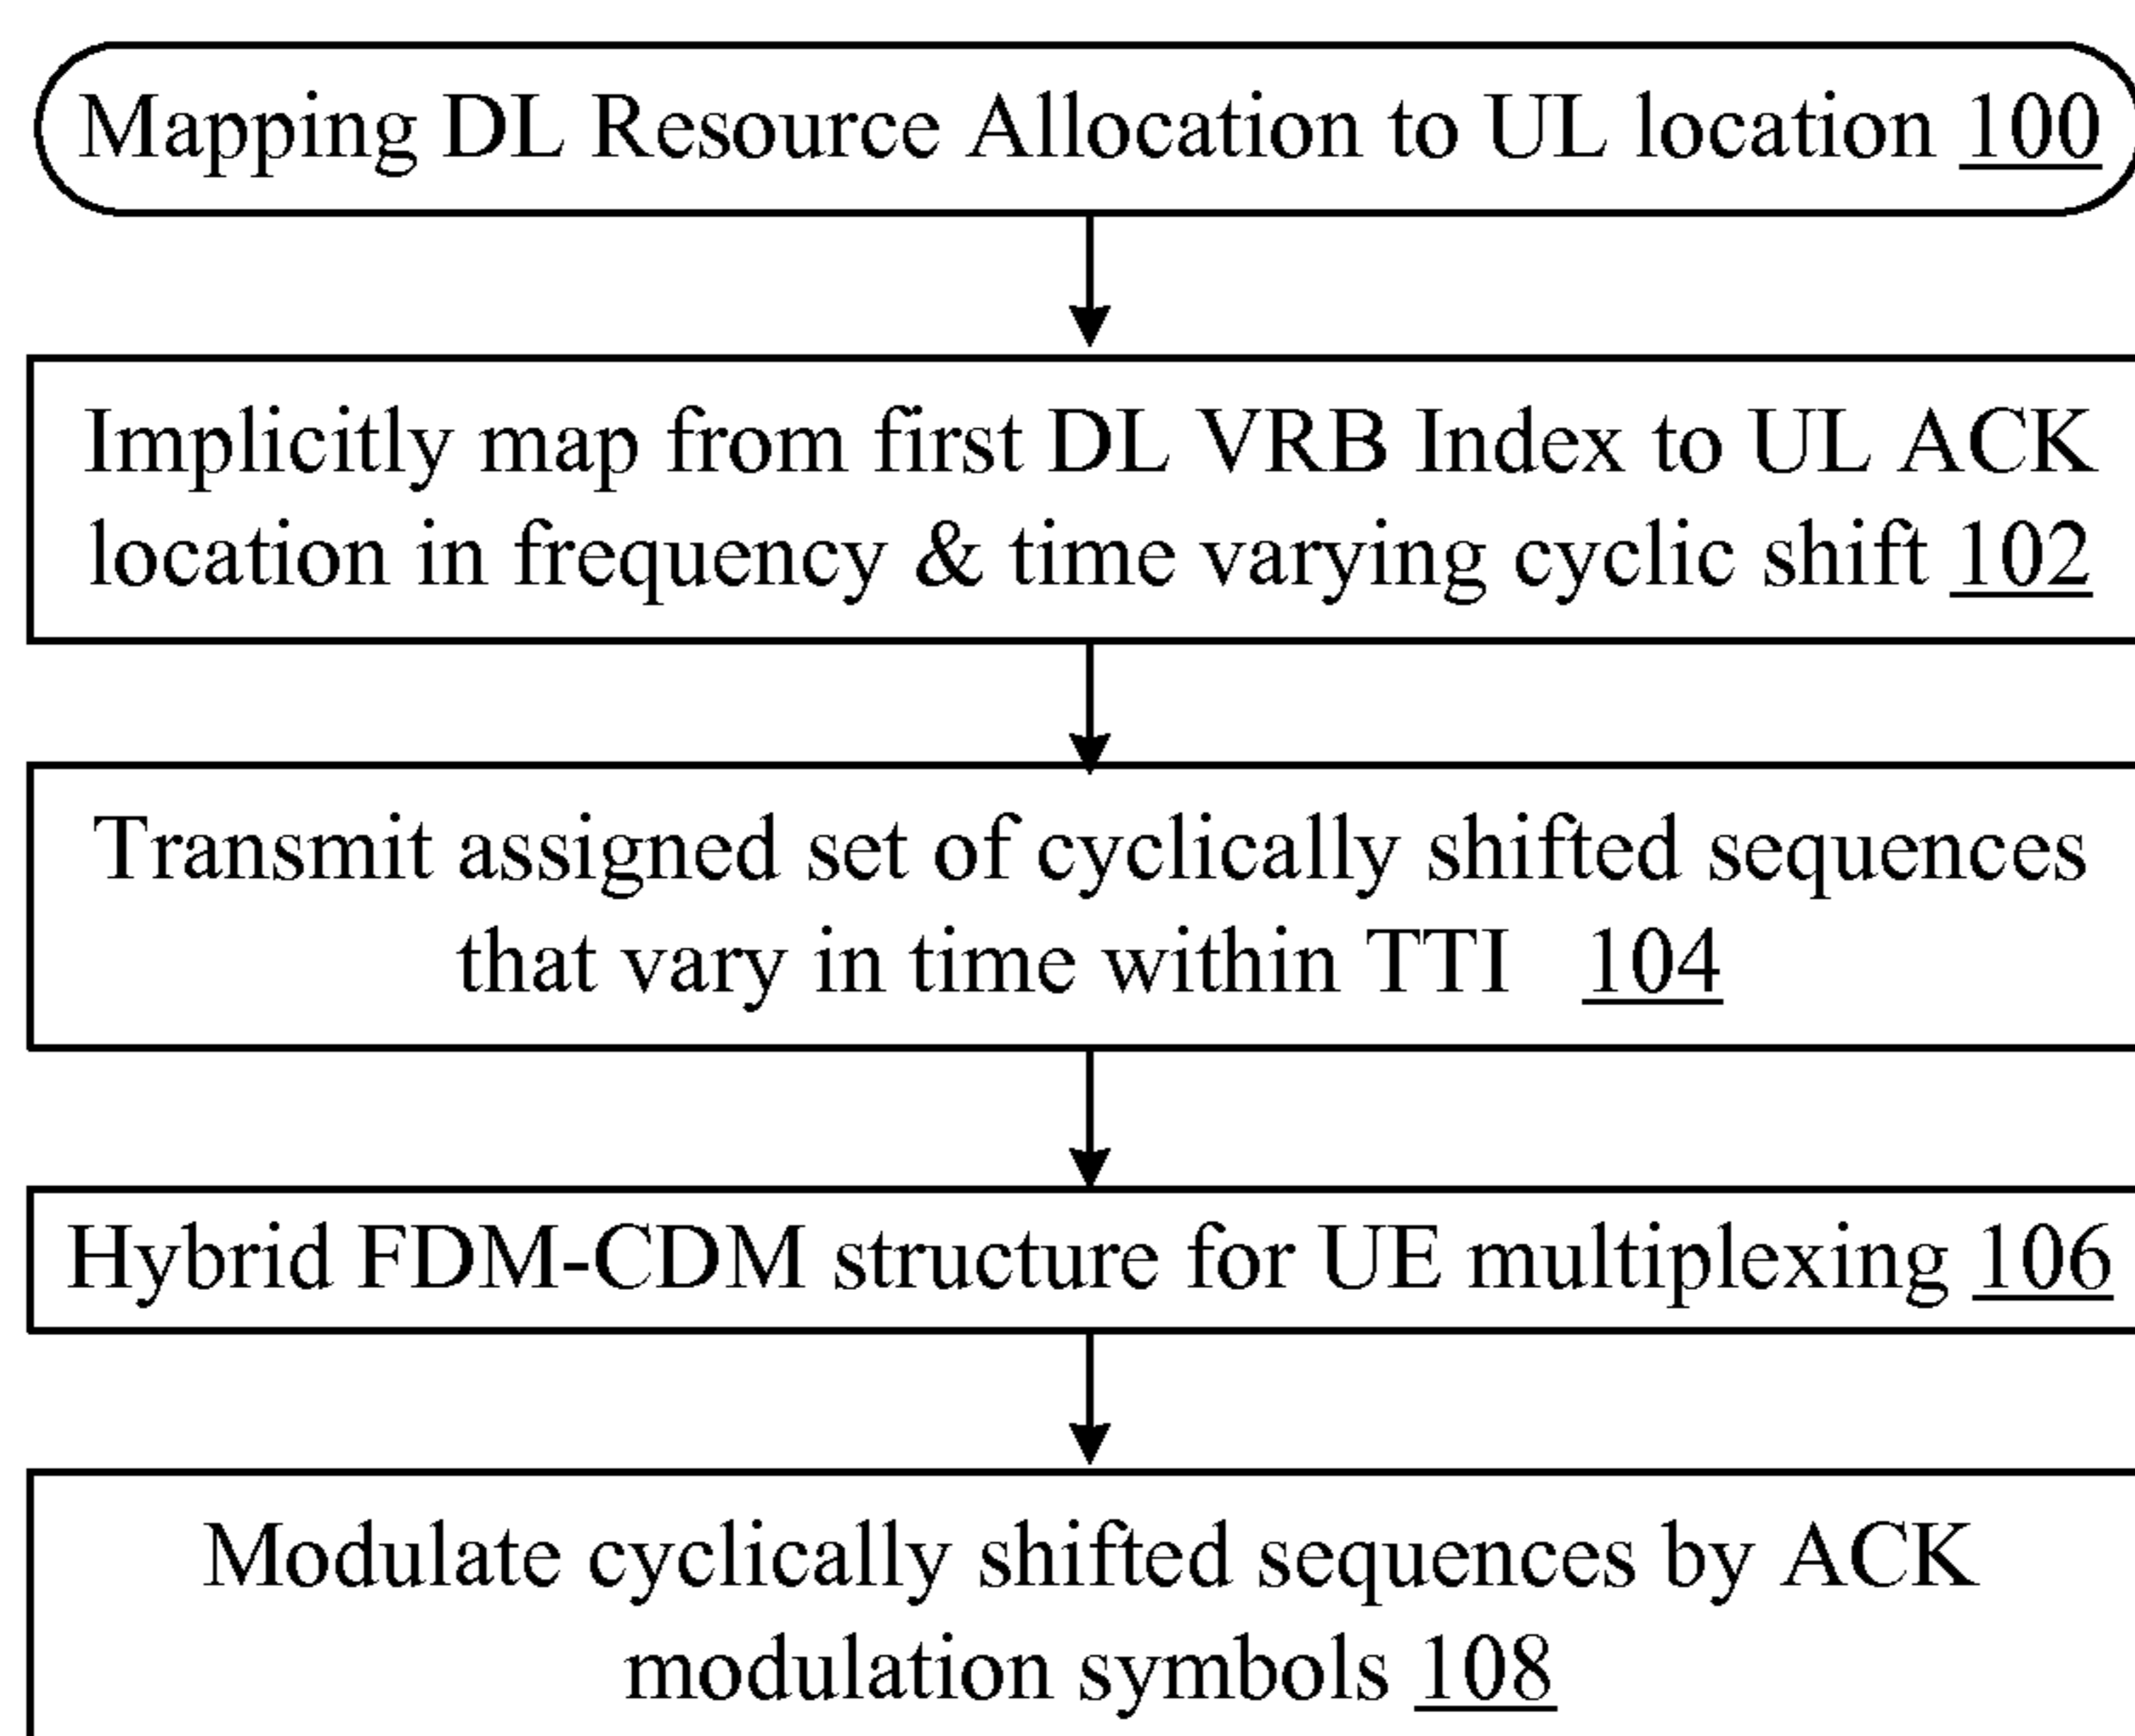 Mapping DL Resource Allocation to UL location 100
Implicitly map from first DL VRB Index to UL ACK
location in frequency & time varying cyclic shift 102
Transmit assigned set of cyclically shifted sequences
that vary in time within TTI 104
Hybrid FDM-CDM structure for UE multiplexing 106
Modulate cyclically shifted sequences by ACK
modulation symbols 108